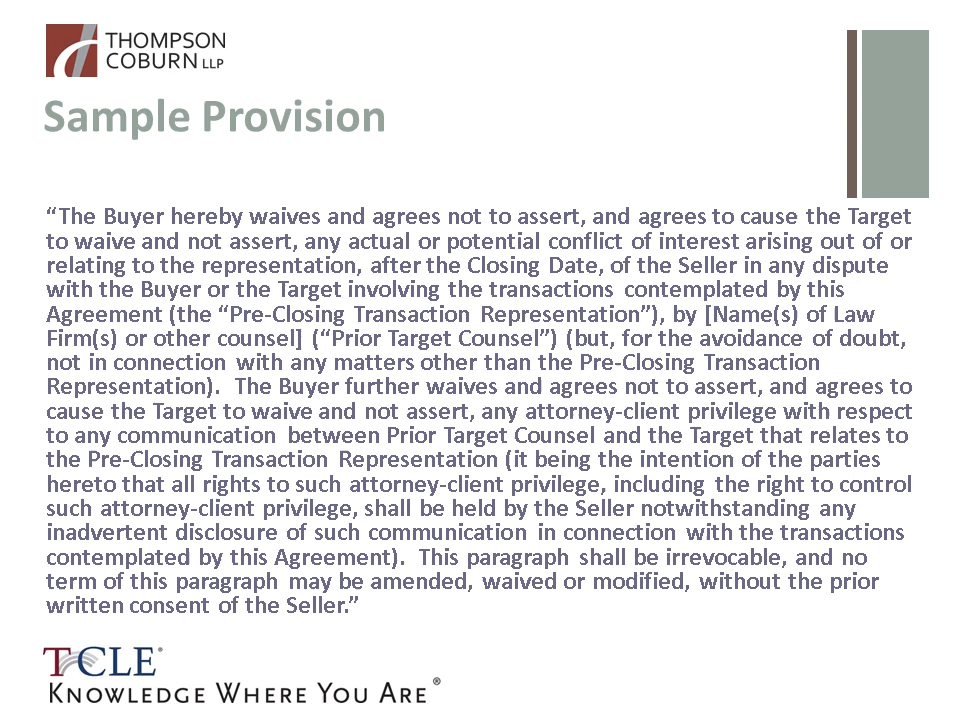 THOMPSON
COBURN LLP
Sample Provision
“The Buyer hereby waives and agrees not to assert, and agrees to cause the Target
to waive and not assert, any actual or potential conflict of interest arising out of or
relating to the representation, after the Closing Date, of the Seller in any dispute
with the Buyer or the Target involving the transactions contemplated by this
Agreement (the “Pre-Closing Transaction Representation”), by [Name(s) of Law
Firm(s) or other counsel] (“Prior Target Counsel”) (but, for the avoidance of doubt,
not in connection with any matters other than the Pre-Closing Transaction
Representation). The Buyer further waives and agrees not to assert, and agrees to
cause the Target to waive and not assert, any attorney-client privilege with respect
to any communication between Prior Target Counsel and the Target that relates to
the Pre-Closing Transaction Representation (it being the intention of the parties
hereto that all rights to such attorney-client privilege, including the right to control
such attorney-client privilege, shall be held by the Seller notwithstanding any
inadvertent disclosure of such communication in connection with the transactions
contemplated by this Agreement). This paragraph shall be irrevocable, and no
term of this paragraph may be amended, waived or modified, without the prior
written consent of the Seller.”
TCCLE®
KNOWLEDGE WHERE YOU ARE®